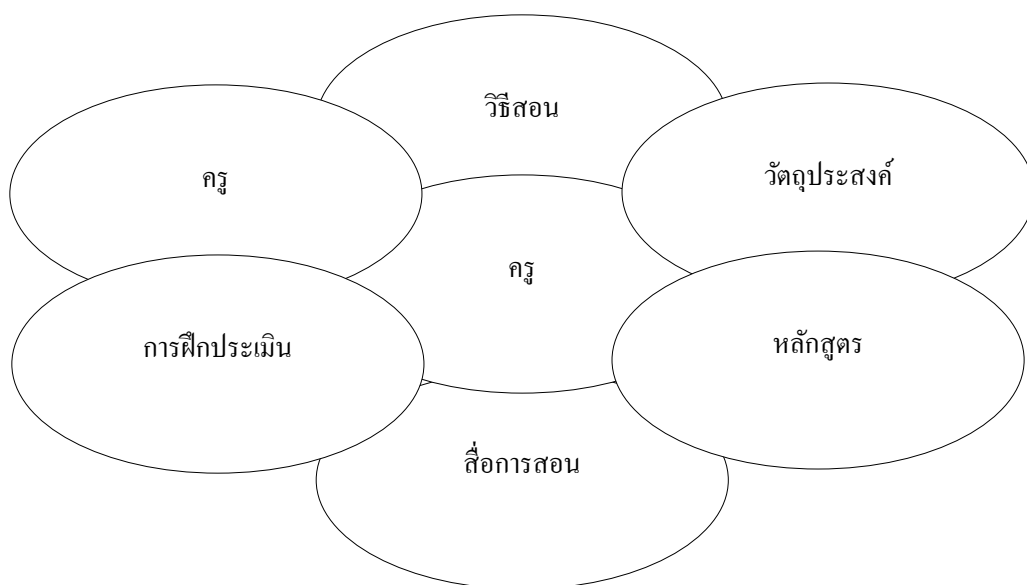 วิธีสอน
ครู
วัตถุประสงค์
ครู
การฝึกประเมิน
หลักสูตร
สื่อการสอน